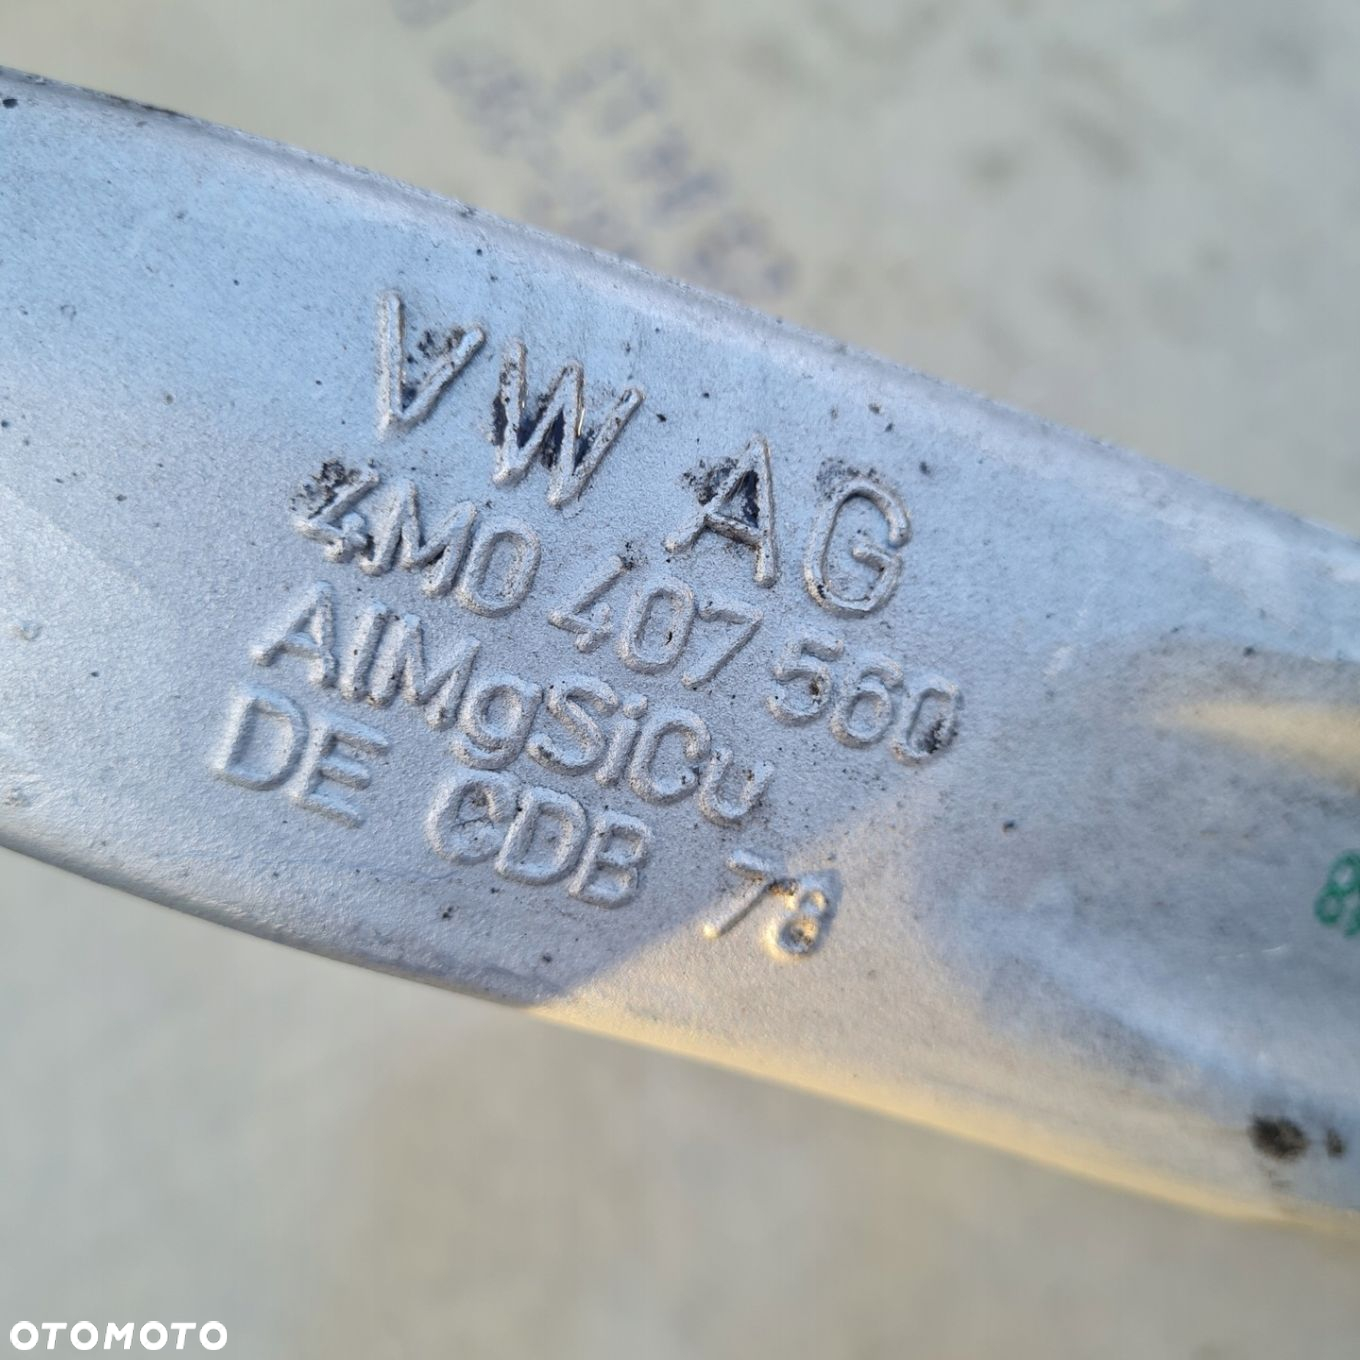 VW AG
4M0 407 560
AlMgSiCu
DE CDB 78
OTOMOTO